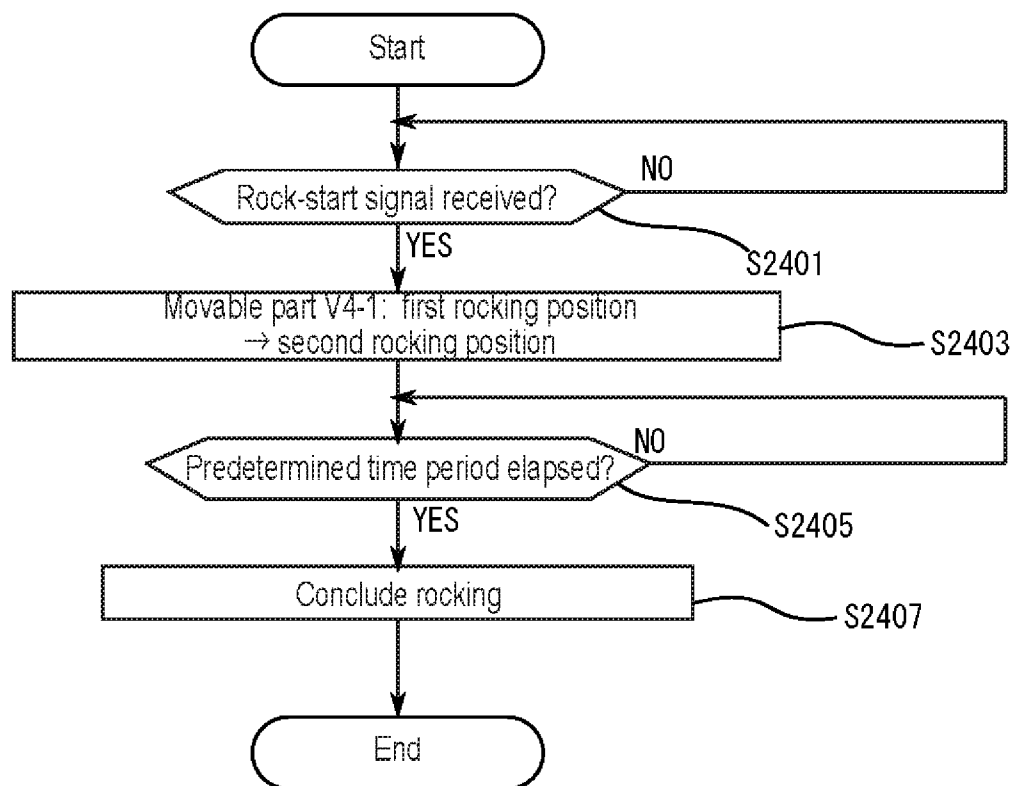 Start
NO
Rock-start signal received?
YES
S2401
Movable part V4-1: first rocking position
→ second rocking position
S2403
NO
Predetermined time period elapsed?
YES
S2405
Conclude rocking
S2407
End